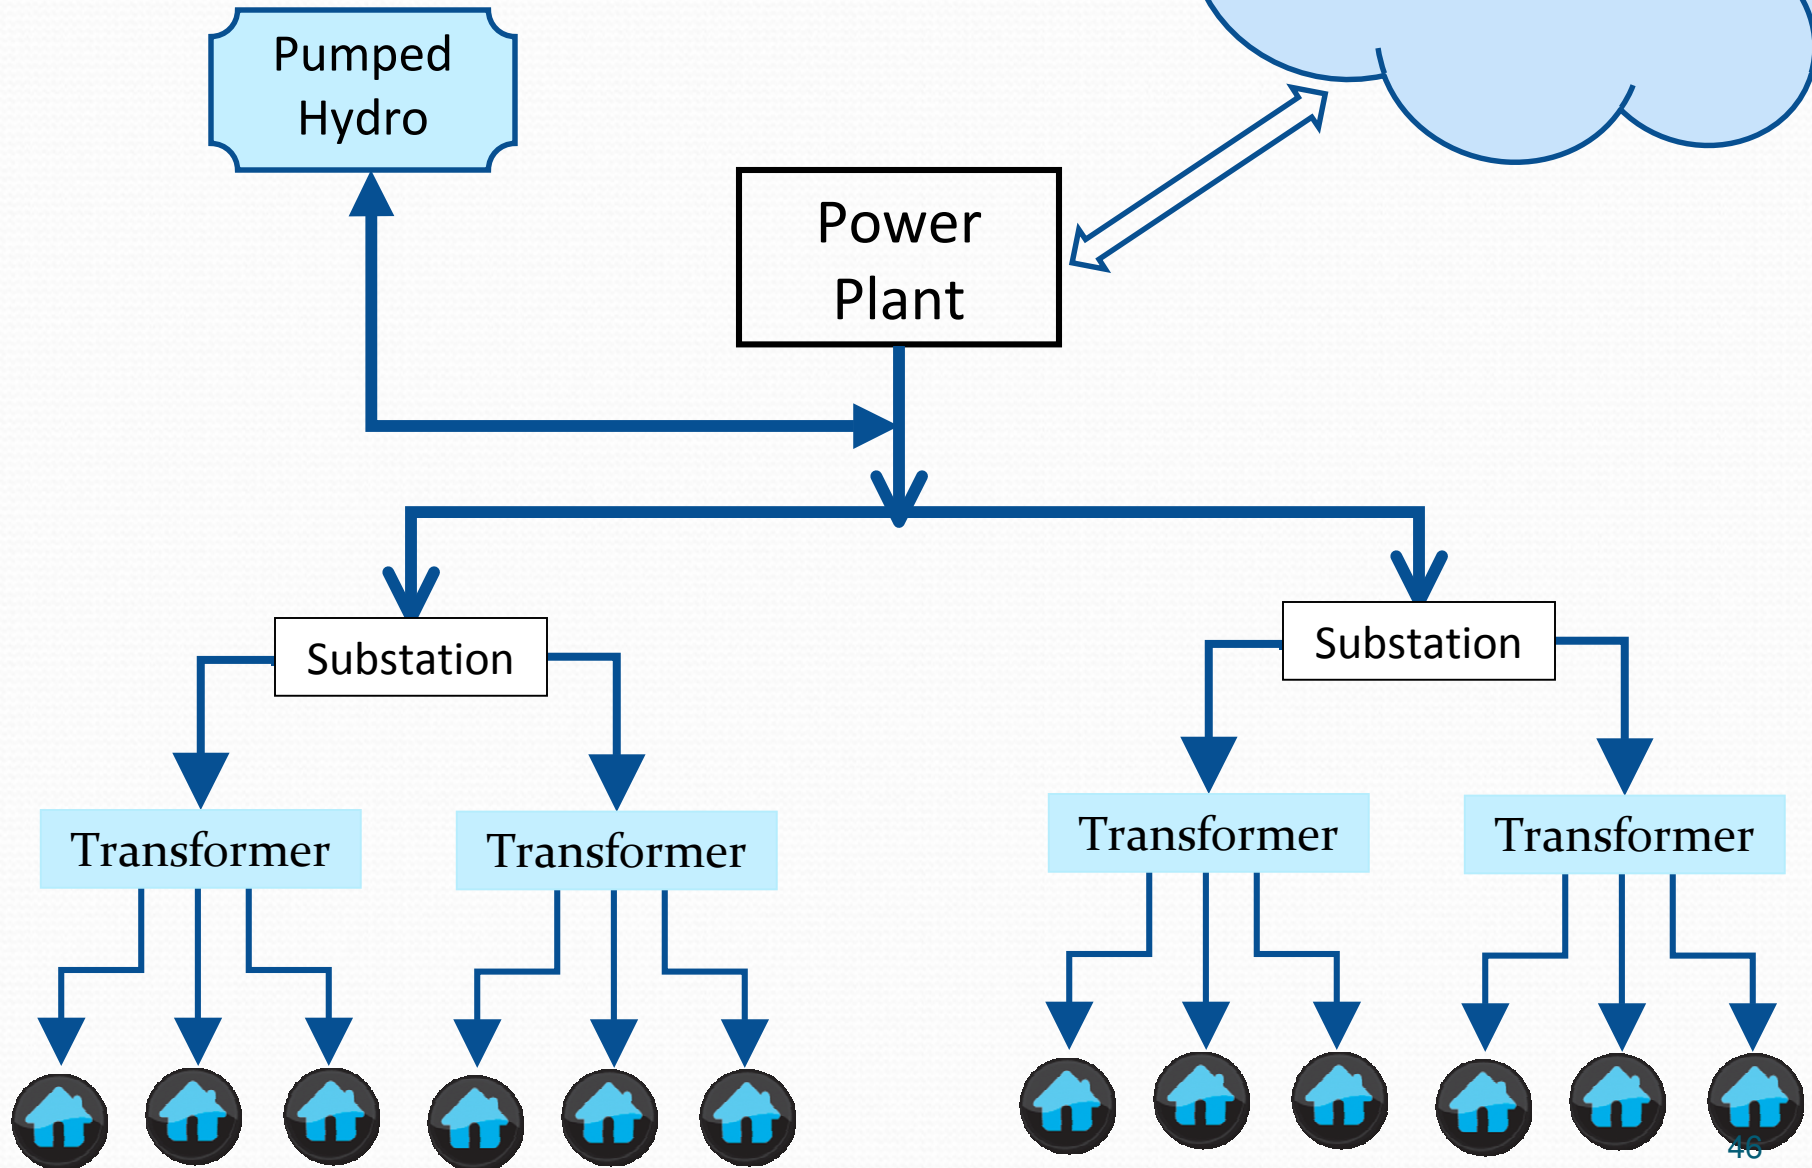 Pumped
Hydro
Power
Plant
Substation
Substation
Transformer
Transformer
Transformer
Transformer
46